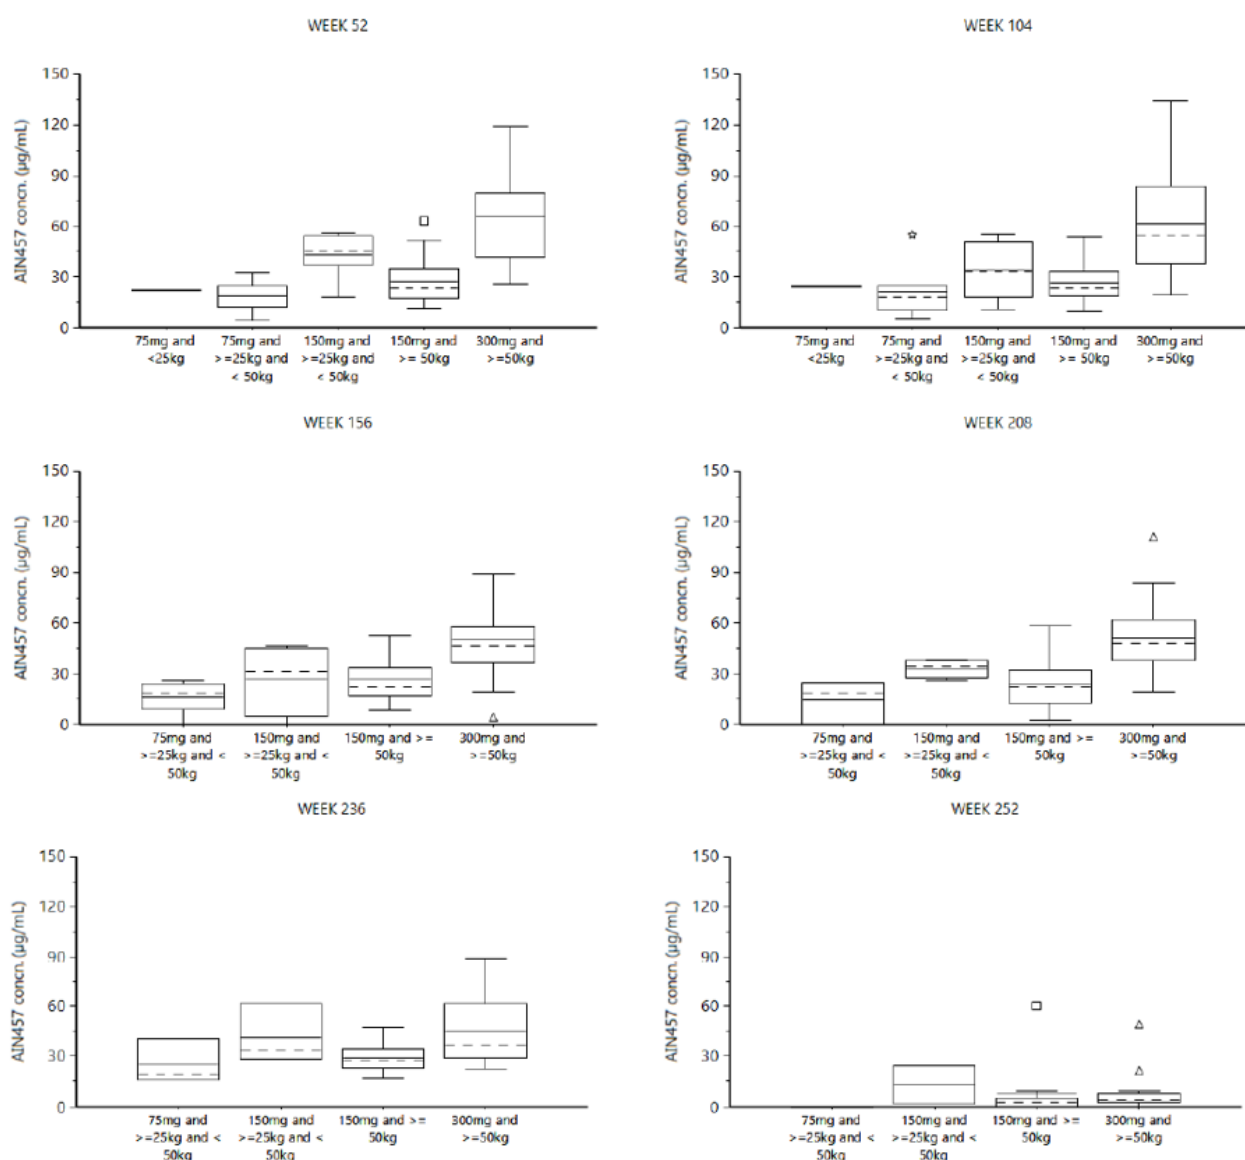 WEEK 52
AIN457 concn. (µg/mL)
150
120
90
60
30
0
75mg and <25kg
75mg and >=25kg and < 50kg
150mg and >=25kg and < 50kg
150mg and >= 50kg
300mg and >=50kg
WEEK 104
AIN457 concn. (µg/mL)
150
120
90
60
30
0
75mg and <25kg
75mg and >=25kg and < 50kg
150mg and >=25kg and < 50kg
150mg and >= 50kg
300mg and >=50kg
WEEK 156
AIN457 concn. (µg/mL)
150
120
90
60
30
0
75mg and >=25kg and < 50kg
150mg and >=25kg and < 50kg
150mg and >= 50kg
300mg and >=50kg
WEEK 208
AIN457 concn. (µg/mL)
150
120
90
60
30
0
75mg and >=25kg and < 50kg
150mg and >=25kg and < 50kg
150mg and >= 50kg
300mg and >=50kg
WEEK 236
AIN457 concn. (µg/mL)
150
120
90
60
30
0
75mg and >=25kg and < 50kg
150mg and >=25kg and < 50kg
150mg and >= 50kg
300mg and >=50kg
WEEK 252
AIN457 concn. (µg/mL)
150
120
90
60
30
0
75mg and >=25kg and < 50kg
150mg and >=25kg and < 50kg
150mg and >= 50kg
300mg and >=50kg